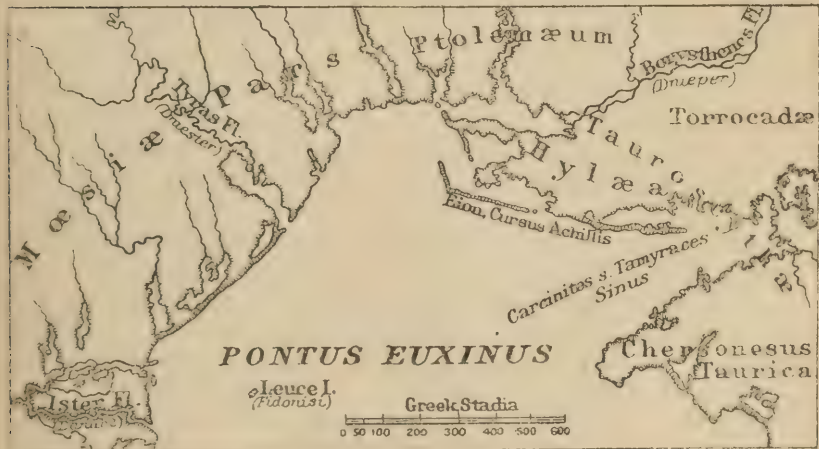 Ptolemæum
Borysthenes Fl.
(Dnieper)
Tyras Fl.
(Dniester)
Mœsiæ Pars
Torrocadæ
Tauro
Hylæa
Eion, Cursus Achillis
Carcinites s. Tamyraces
Sinus
PONTUS EUXINUS
Chersonesus
Taurica
Leuce I.
(Fidonisi)
Ister Fl.
Greek Stadia
0 50 100 200 300 400 500 600